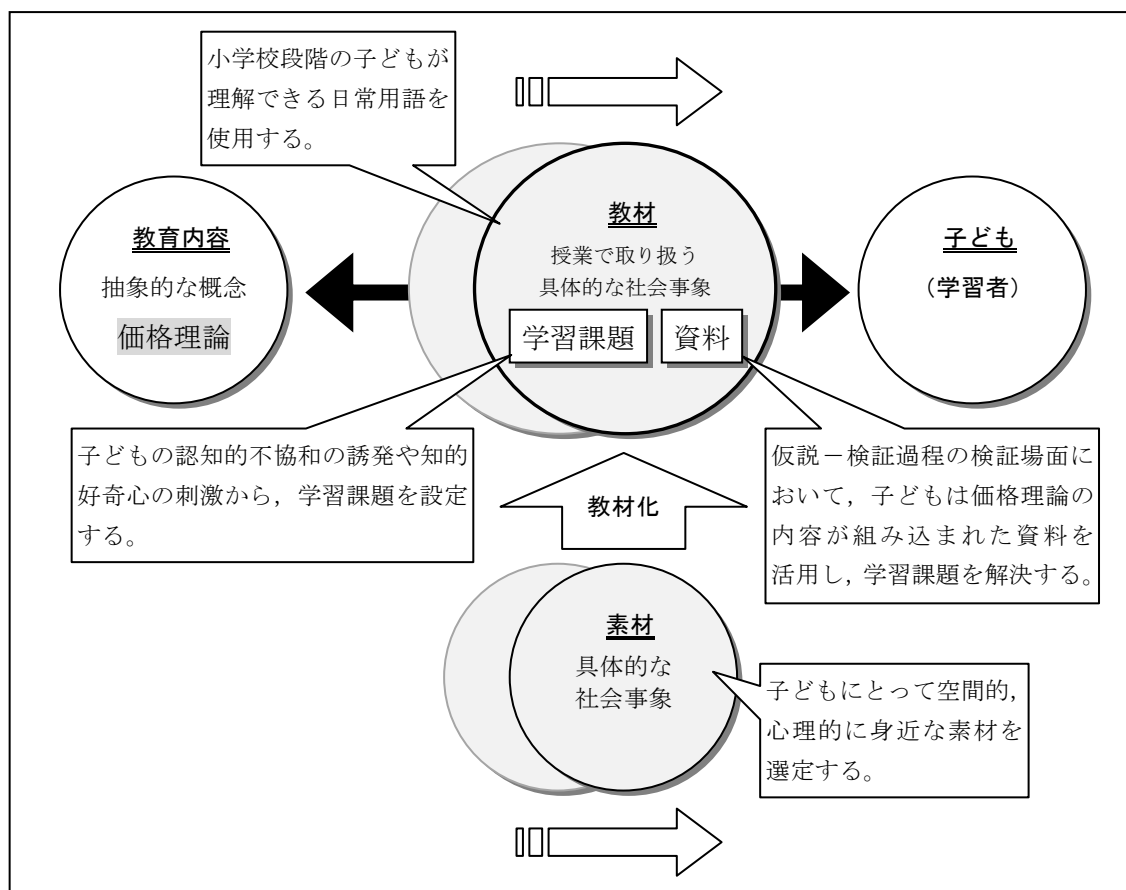 小学校段階の子どもが
理解できる日常用語を
使用する。
教育内容
抽象的な概念
価格理論
教材
授業で取り扱う
具体的な社会事象
学習課題
資料
子ども
(学習者)
子どもの認知的不協和の誘発や知的
好奇心の刺激から，学習課題を設定
する。
教材化
仮説－検証過程の検証場面に
おいて，子どもは価格理論の
内容が組み込まれた資料を
活用し，学習課題を解決する。
素材
具体的な
社会事象
子どもにとって空間的，
心理的に身近な素材を
選定する。